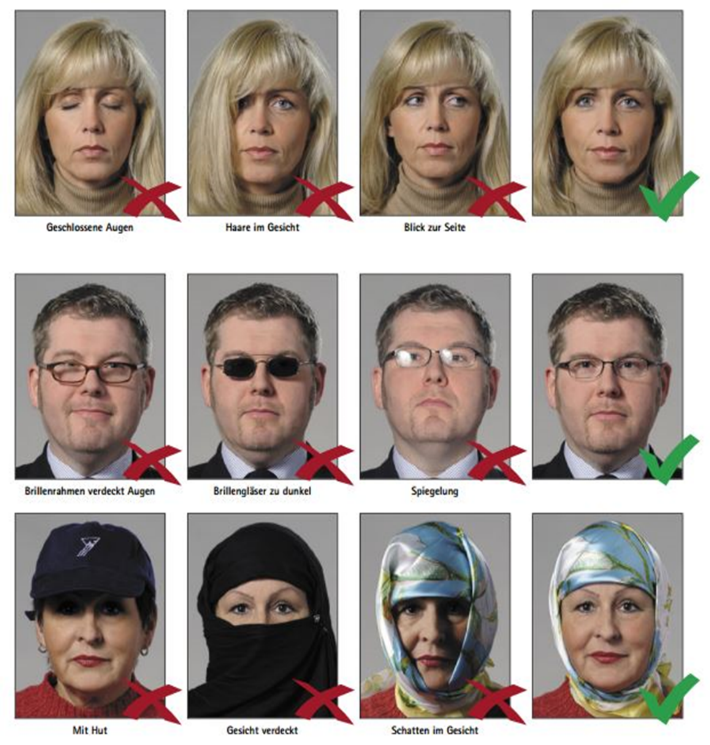 Geschlossene Augen
Haare im Gesicht
Blick zur Seite
Brillenrahmen verdeckt Augen
Brillengläser zu dunkel
Spiegelung
Mit Hut
Gesicht verdeckt
Schatten im Gesicht